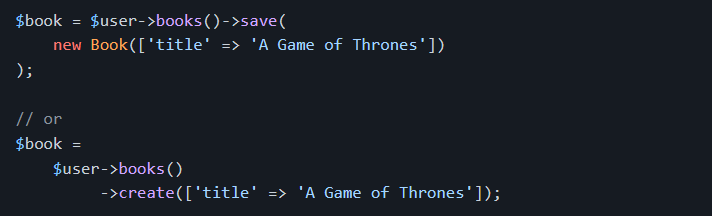 $book = $user->books()->save(
    new Book(['title' => 'A Game of Thrones'])
);

// or
$book =
    $user->books()
        ->create(['title' => 'A Game of Thrones']);